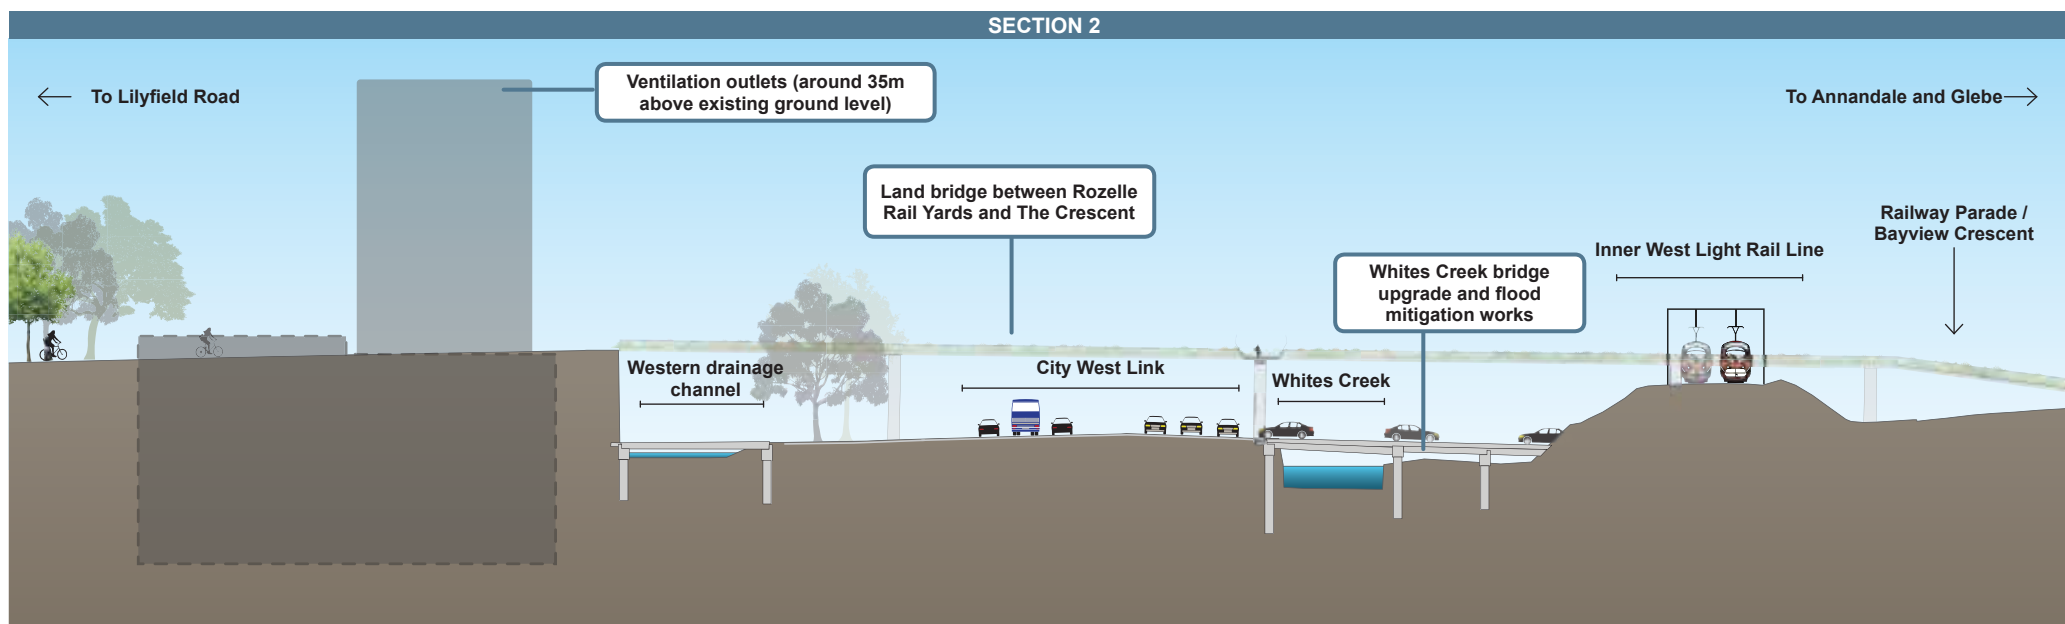 SECTION 2
To Lilyfield Road
Ventilation outlets (around 35m
above existing ground level)
To Annandale and Glebe
Land bridge between Rozelle
Rail Yards and The Crescent
Railway Parade /
Bayview Crescent
Inner West Light Rail Line
Whites Creek bridge
upgrade and flood
mitigation works
Western drainage
channel
City West Link
Whites Creek